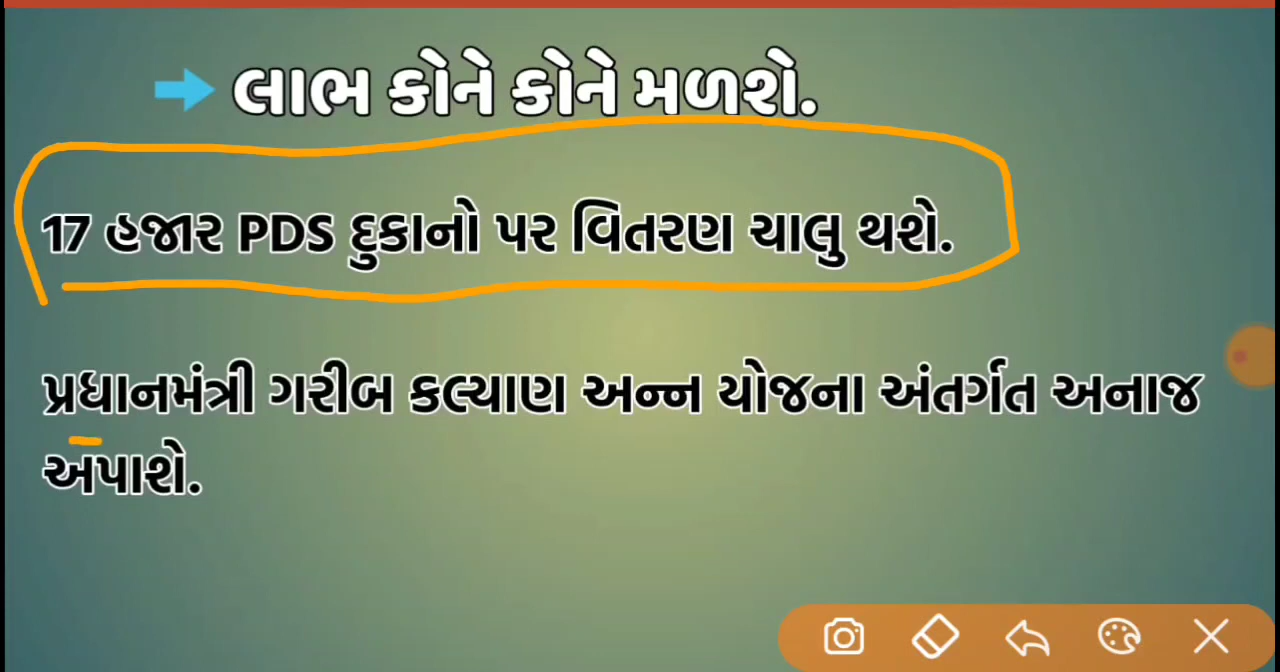 લાભ કોને કોને મળશે.
17 હજાર PDS દુકાનો પર વિતરણ ચાલુ થશે.
પ્રધાનમંત્રી ગરીબ કલ્યાણ અન્ન યોજના અંતર્ગત અનાજ
અપાશે.